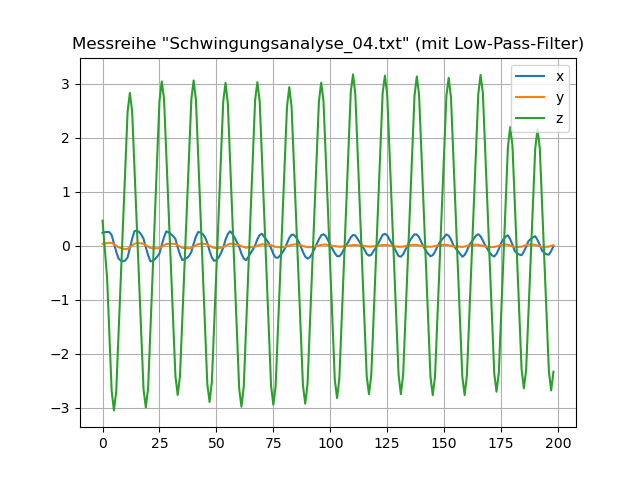 Messreihe "Schwingungsanalyse_04.txt" (mit Low-Pass-Filter)
x
y
z
3
2
1
0
−1
−2
−3
0 25 50 75 100 125 150 175 200